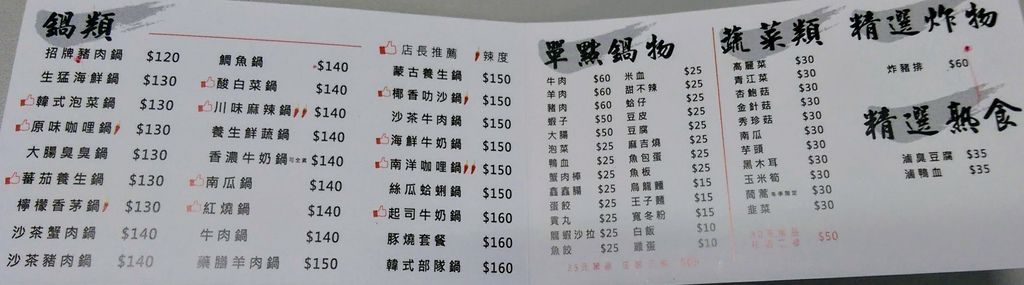 鍋類
招牌豬肉鍋 $120
生猛海鮮鍋 $130
韓式泡菜鍋 $130
原味咖哩鍋 $130
大腸臭臭鍋 $130
蕃茄養生鍋 $130
檸檬香茅鍋 $130
沙茶蟹肉鍋 $140
沙茶豬肉鍋 $140
鯛魚鍋 $140
酸白菜鍋 $140
川味麻辣鍋 $140
養生鮮蔬鍋 $140
香濃牛奶鍋 $140
南瓜鍋 $140
紅燒鍋 $140
牛肉鍋 $140
藥膳羊肉鍋 $150
店長推薦 辣度
蒙古養生鍋 $150
椰香叻沙鍋 $150
沙茶牛肉鍋 $150
海鮮牛奶鍋 $150
南洋咖哩鍋 $150
絲瓜蛤蜊鍋 $150
起司牛奶鍋 $160
豚燒套餐 $160
韓式部隊鍋 $160
單點鍋物
牛肉 $60
羊肉 $60
豬肉 $60
蝦子 $50
大腸 $50
泡菜 $25
鴨血 $25
蟹肉棒 $25
鑫鑫腸 $25
蛋餃 $25
貢丸 $25
龍蝦沙拉 $25
魚餃 $25
米血 $25
甜不辣 $25
蛤仔 $25
豆皮 $25
豆腐 $25
麻吉燒 $25
魚包蛋 $25
魚板 $25
烏龍麵 $15
王子麵 $15
寬冬粉 $15
白飯 $10
雞蛋 $10
蔬菜類
高麗菜 $30
青江菜 $30
杏鮑菇 $30
金針菇 $30
秀珍菇 $30
南瓜 $30
芋頭 $30
黑木耳 $30
玉米筍 $30
茼蒿 冬季限定 $30
韭菜 $30
$50
精選炸物
炸豬排 $60
精選熟食
滷臭豆腐 $35
滷鴨血 $35